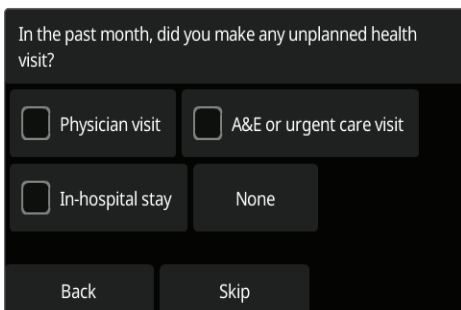 In the past month, did you make any unplanned health
visit?
Physician visit
A&E or urgent care visit
In-hospital stay
None
Back
Skip